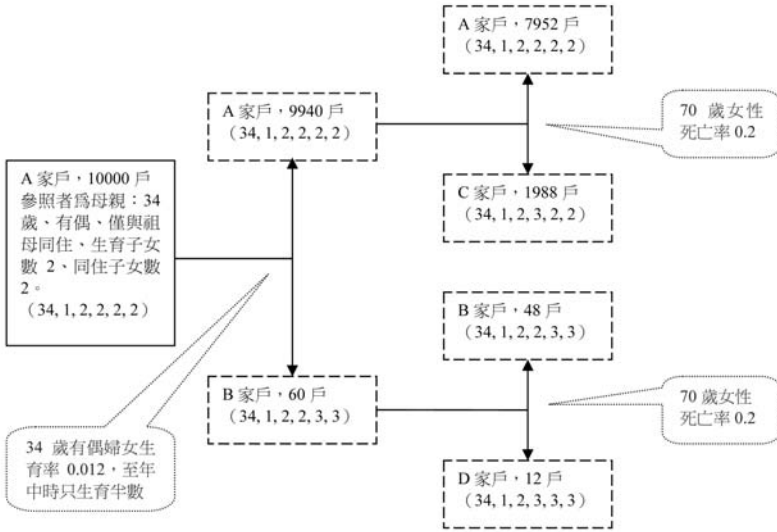 A 家戶，7952 戶
(34, 1, 2, 2, 2, 2)
A 家戶，9940 戶
(34, 1, 2, 2, 2, 2)
70 歲女性
死亡率 0.2
A 家戶，10000 戶
參照者為母親：34
歲、有偶、僅與祖
母同住、生育子女
數 2、同住子女數
2。
(34, 1, 2, 2, 2, 2)
C 家戶，1988 戶
(34, 1, 2, 3, 2, 2)
B 家戶，48 戶
(34, 1, 2, 2, 3, 3)
B 家戶，60 戶
(34, 1, 2, 2, 3, 3)
70 歲女性
死亡率 0.2
34 歲有偶婦女生
育率 0.012，至年
中時只生育半數
D 家戶，12 戶
(34, 1, 2, 3, 3, 3)